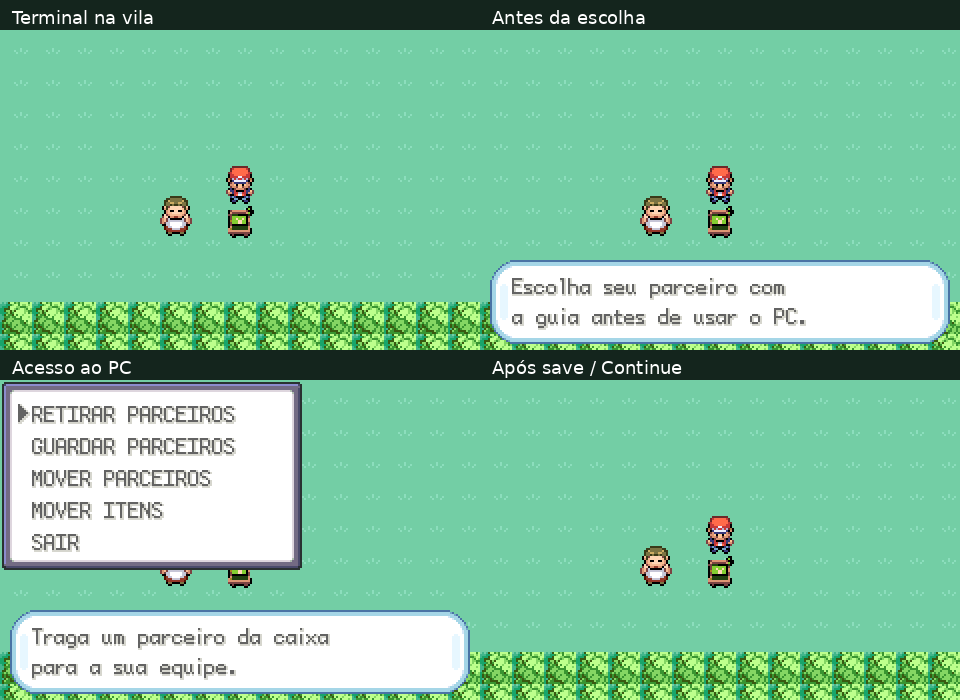 Terminal na vila
Antes da escolha
Escolha seu parceiro com
a guia antes de usar o PC.
Acesso ao PC
RETIRAR PARCEIROS
GUARDAR PARCEIROS
MOVER PARCEIROS
MOVER ITENS
SAIR
Traga um parceiro da caixa
para a sua equipe.
Após save / Continue